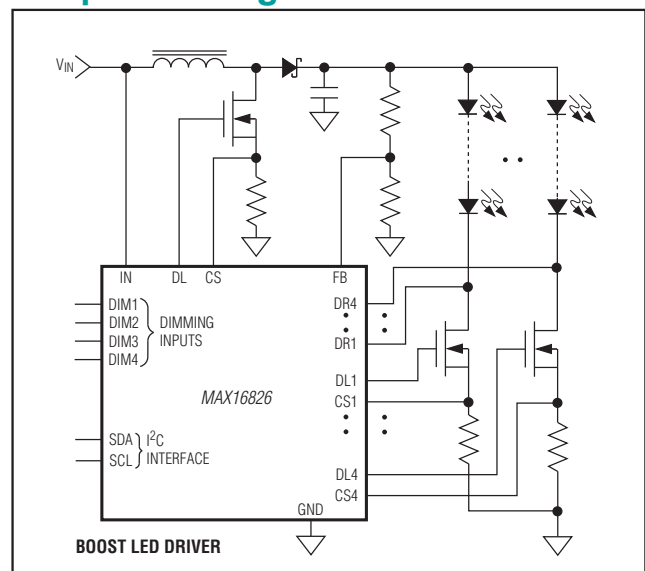 VIN
IN
DL
CS
FB
DIM1
DIM2
DIM3
DIM4
DIMMING
INPUTS
MAX16826
SDA
SCL
I²C
INTERFACE
DR4
DR1
DL1
CS1
DL4
CS4
GND
BOOST LED DRIVER